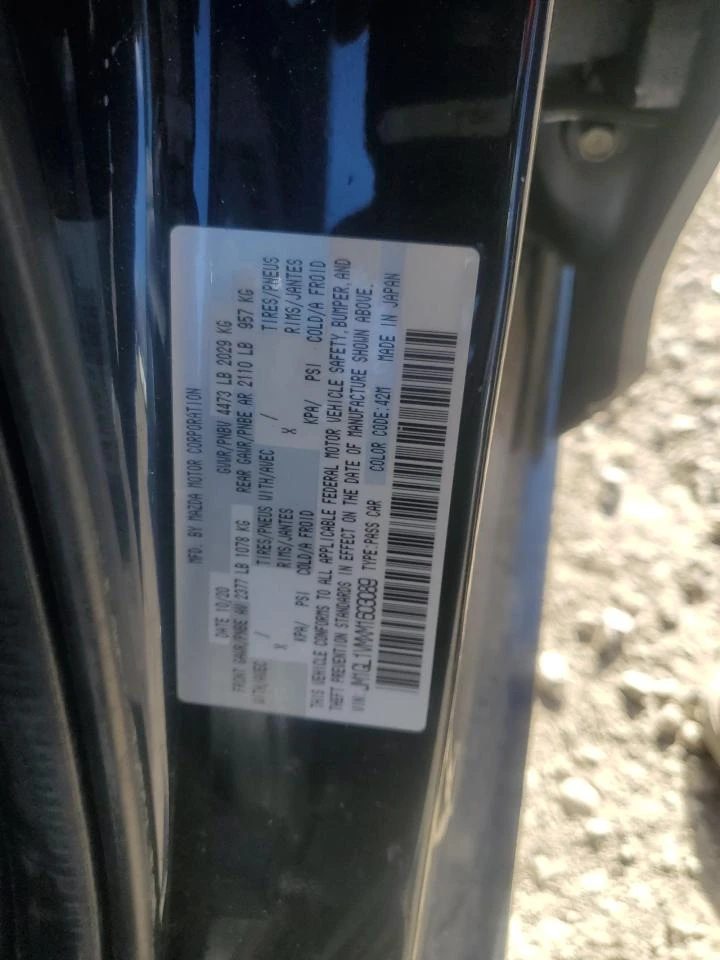 MFD. BY MAZDA MOTOR CORPORATION
DATE 10/20 GVWR/PNBV 4473 LB 2029 KG
FRONT GAWR/PNBE AV 2377 LB 1078 KG REAR GAWR/PNBE AR 2110 LB 957 KG
WITH/AVEC / TIRES/PNEUS WITH/AVEC / TIRES/PNEUS
X RIMS/JANTES X RIMS/JANTES
KPA/ PSI COLD/A FROID KPA/ PSI COLD/A FROID
THIS VEHICLE CONFORMS TO ALL APPLICABLE FEDERAL MOTOR VEHICLE SAFETY, BUMPER, AND
THEFT PREVENTION STANDARDS IN EFFECT ON THE DATE OF MANUFACTURE SHOWN ABOVE.
VIN: JM1GL1WMXM1603089 TYPE:PASS CAR COLOR CODE:42M MADE IN JAPAN